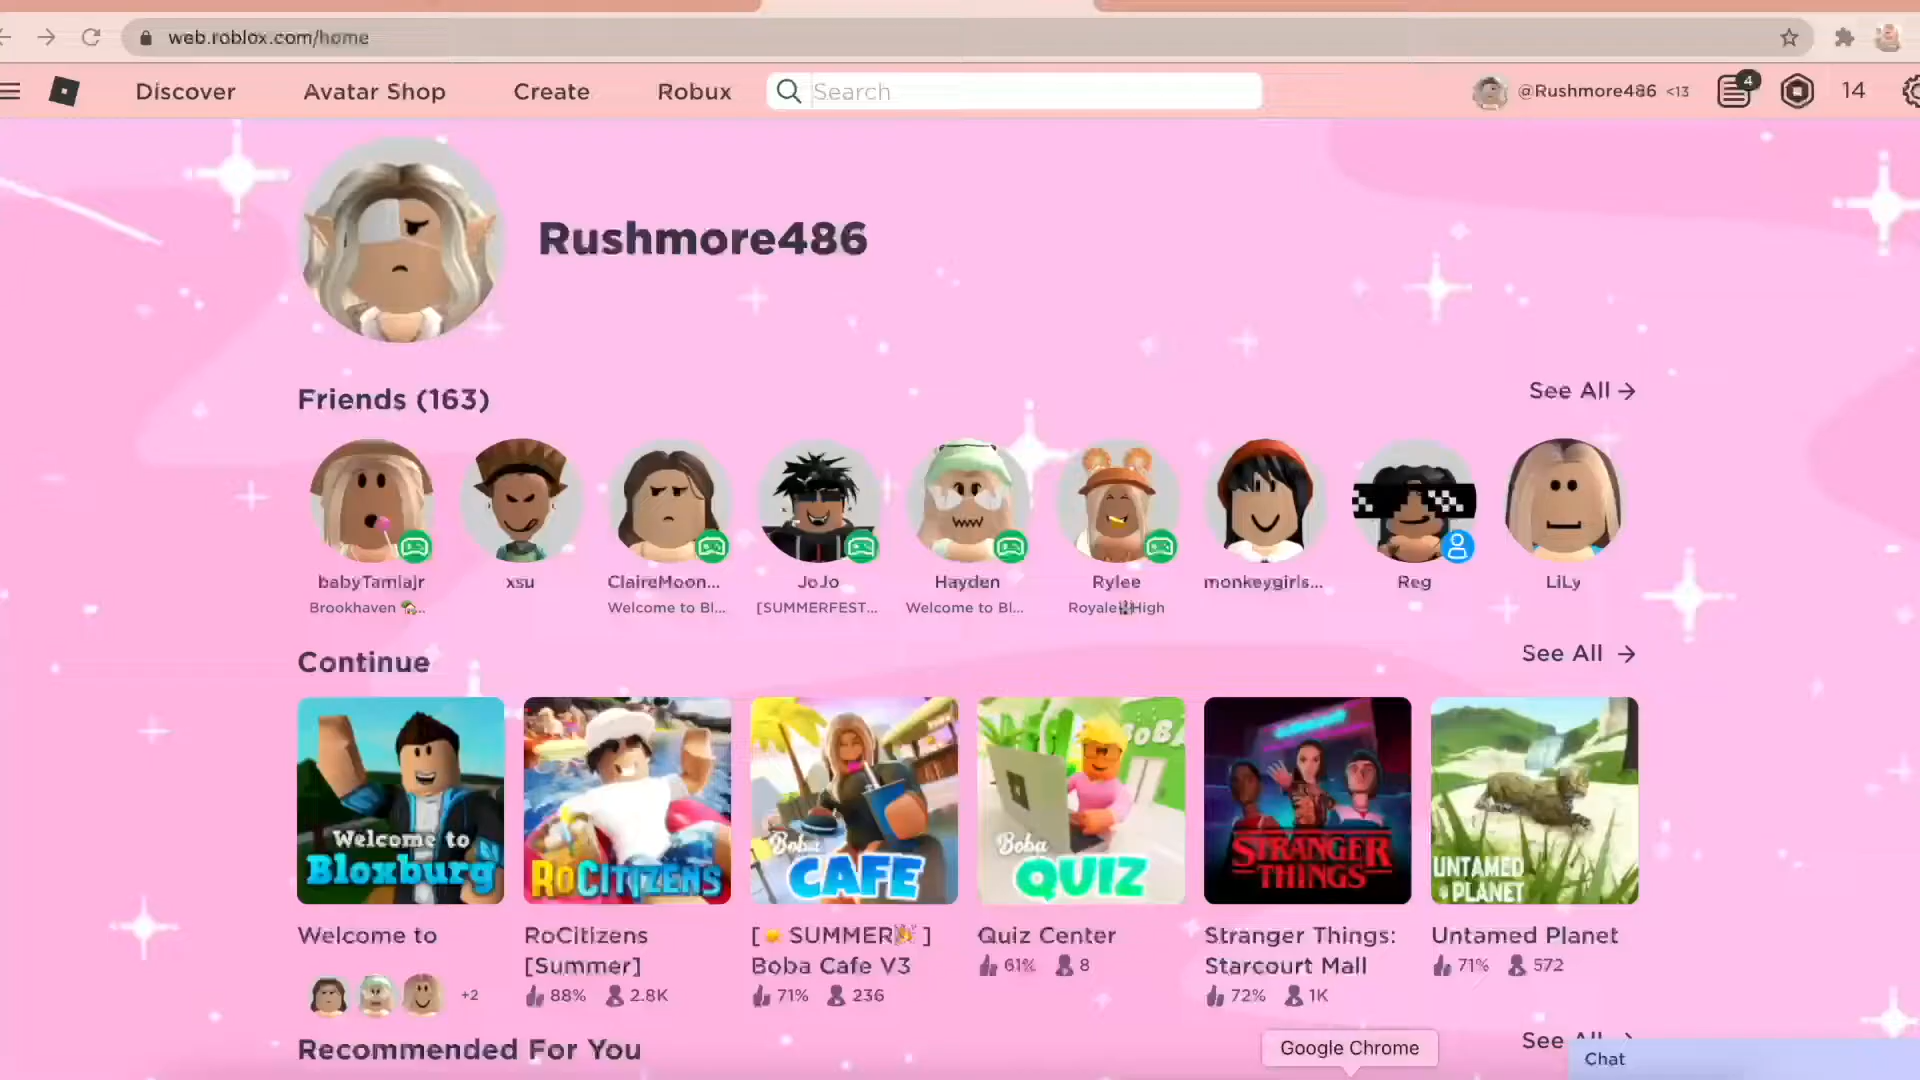 web.roblox.com/home
Discover
Avatar Shop
Create
Robux
Search
@Rushmore486 <13
4
14
Rushmore486
Friends (163)
See All
babyTamiajr
xsu
ClaireMoon...
JoJo
Hayden
Rylee
monkeygirls...
Reg
LiLy
Brookhaven 🏡...
Welcome to Bl...
[SUMMERFEST...
Welcome to Bl...
Royale🏰High
Continue
See All
Welcome to
Bloxburg
ROCITIZENS
Boba
CAFE
BOB
Boba
QUIZ
STRANGER
THINGS
UNTAMED
PLANET
Welcome to
RoCitizens
[Summer]
[ ☀️ SUMMER🎉 ]
Boba Cafe V3
Quiz Center
Stranger Things:
Starcourt Mall
Untamed Planet
+2
88% 2.8K
71% 236
61% 8
72% 1K
71% 572
Recommended For You
See All
Google Chrome
Chat